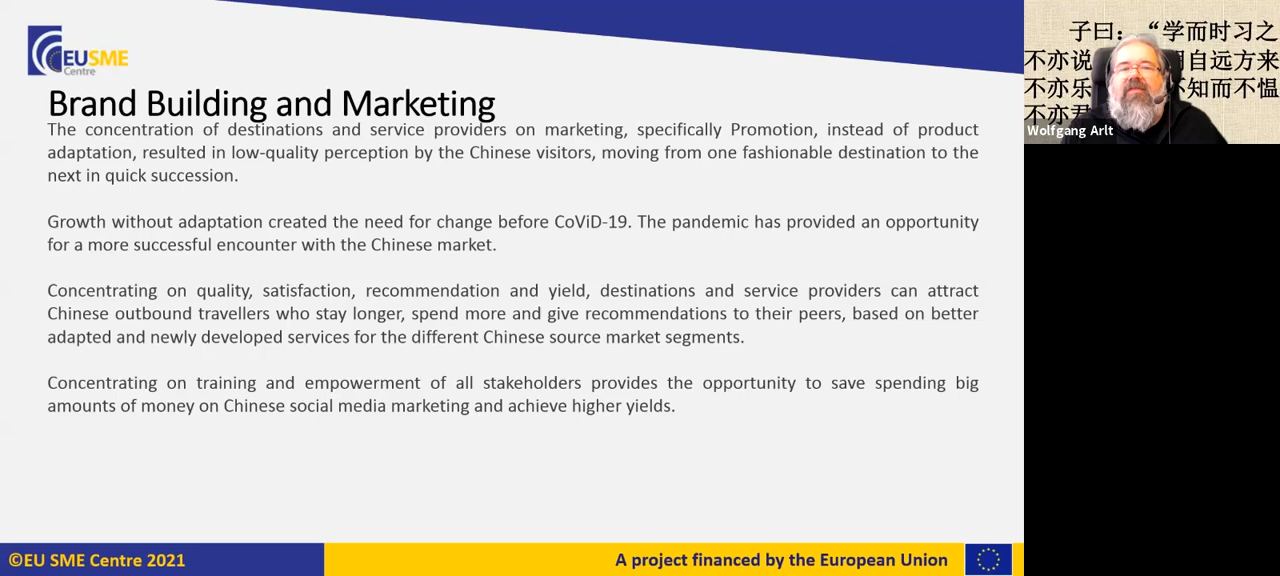 EUSME
Centre
Brand Building and Marketing
The concentration of destinations and service providers on marketing, specifically Promotion, instead of product
adaptation, resulted in low-quality perception by the Chinese visitors, moving from one fashionable destination to the
next in quick succession.
Growth without adaptation created the need for change before CoViD-19. The pandemic has provided an opportunity
for a more successful encounter with the Chinese market.
Concentrating on quality, satisfaction, recommendation and yield, destinations and service providers can attract
Chinese outbound travellers who stay longer, spend more and give recommendations to their peers, based on better
adapted and newly developed services for the different Chinese source market segments.
Concentrating on training and empowerment of all stakeholders provides the opportunity to save spending big
amounts of money on Chinese social media marketing and achieve higher yields.
©EU SME Centre 2021
A project financed by the European Union
子曰：“学而时习之
不亦说 自远方来
不亦乐 不知而不愠
不亦君
Wolfgang Arlt